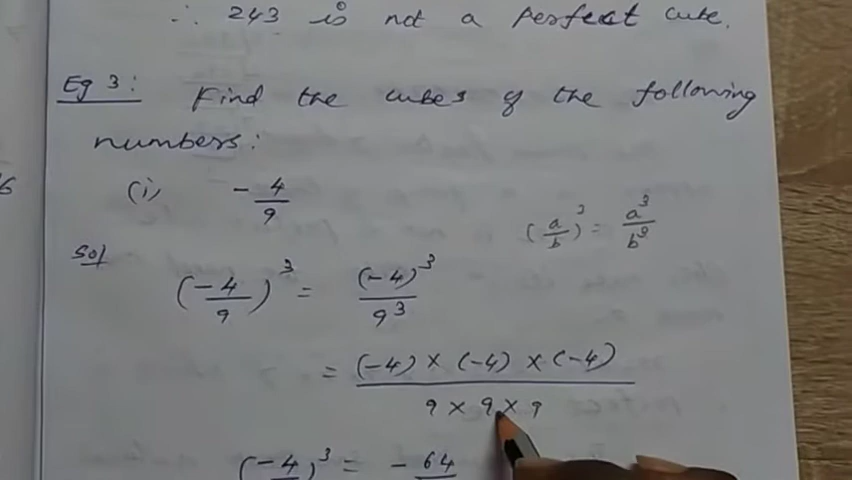 ∴ 243 is not a perfect cube.
Eg 3: Find the cubes of the following
numbers:
(i) -4/9
(a/b)³ = a³/b³
Sol
(-4/9)³ = (-4)³/9³
= (-4) × (-4) × (-4) / 9 × 9 × 9
(-4/)³ = -64/